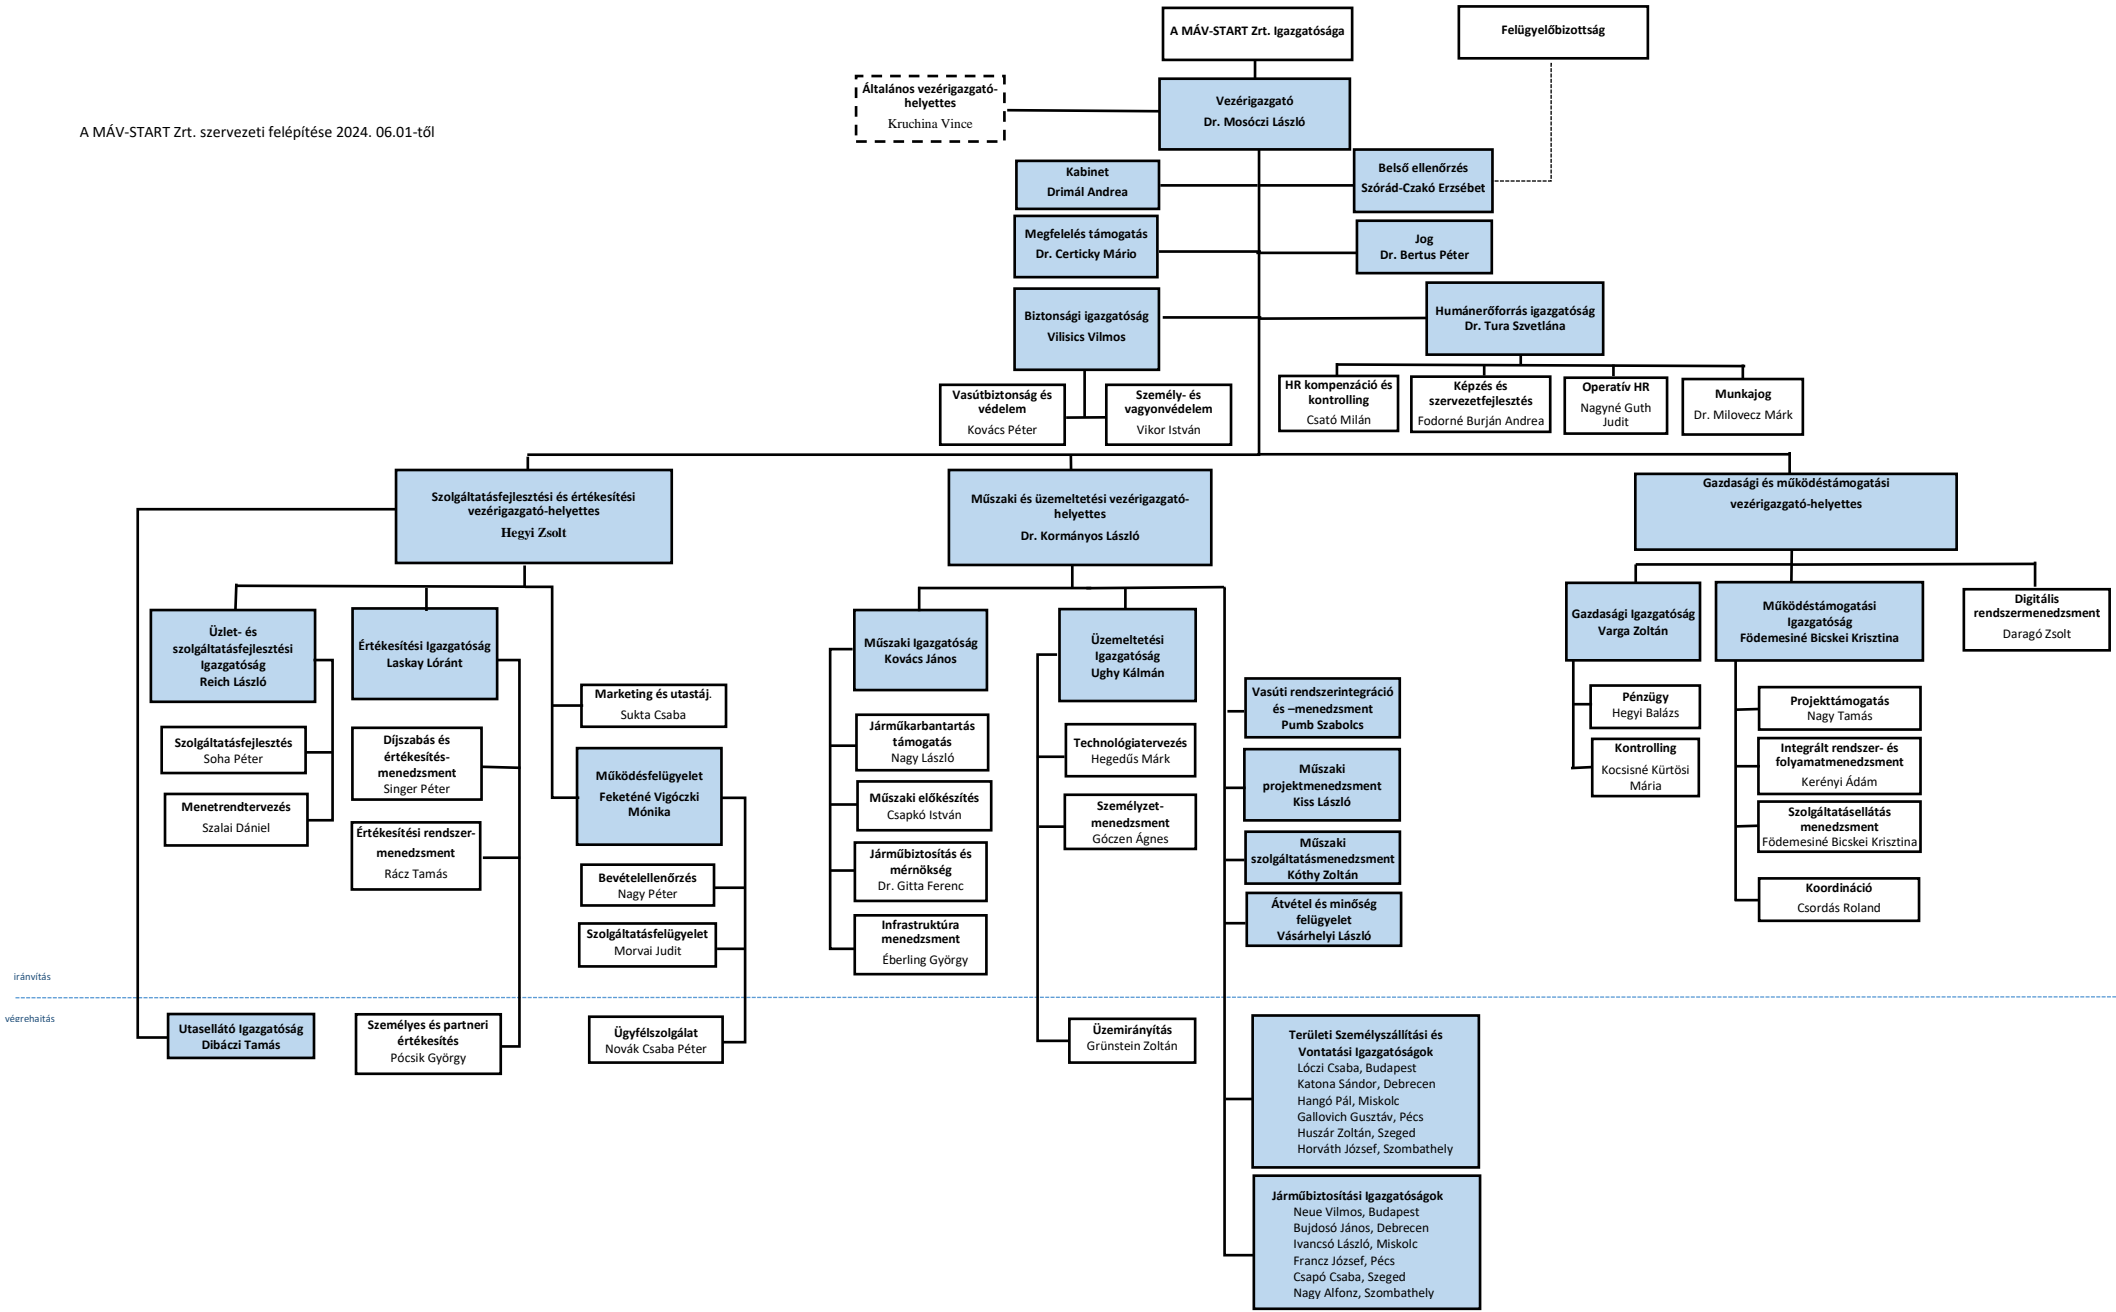 A MÁV-START Zrt. Igazgatósága
Felügyelőbizottság
Általános vezérigazgató-
helyettes
Kruchina Vince
Vezérigazgató
Dr. Mosóczi László
A MÁV-START Zrt. szervezeti felépítése 2024. 06.01-től
Kabinet
Drimál Andrea
Belső ellenőrzés
Szórád-Czakó Erzsébet
Megfelelés támogatás
Dr. Certicky Márió
Jog
Dr. Bertus Péter
Biztonsági igazgatóság
Vilisics Vilmos
Humánerőforrás igazgatóság
Dr. Tura Szvetlána
Vasútbiztonság és
védelem
Kovács Péter
Személy- és
vagyonvédelem
Vikor István
HR kompenzáció és
kontrolling
Csató Milán
Képzés és
szervezetfejlesztés
Fodorné Burján Andrea
Operatív HR
Nagyné Guth
Judit
Munkajog
Dr. Milovecz Márk
Szolgáltatásfejlesztési és értékesítési
vezérigazgató-helyettes
Hegyi Zsolt
Műszaki és üzemeltetési vezérigazgató-
helyettes
Dr. Kormányos László
Gazdasági és működéstámogatási
vezérigazgató-helyettes
Üzlet- és
szolgáltatásfejlesztési
Igazgatóság
Reich László
Értékesítési Igazgatóság
Laskay Lóránt
Marketing és utastáj.
Sukta Csaba
Szolgáltatásfejlesztés
Soha Péter
Menetrendtervezés
Szalai Dániel
Díjszabás és
értékesítés-
menedzsment
Singer Péter
Értékesítési rendszer-
menedzsment
Rácz Tamás
Működésfelügyelet
Feketéné Vigóczki
Mónika
Bevételellenőrzés
Nagy Péter
Szolgáltatásfelügyelet
Morvai Judit
Műszaki Igazgatóság
Kovács János
Járműkarbantartás
támogatás
Nagy László
Műszaki előkészítés
Csapkó István
Járműbiztosítás és
mérnökség
Dr. Gitta Ferenc
Infrastruktúra
menedzsment
Éberling György
Üzemeltetési
Igazgatóság
Ughy Kálmán
Technológiatervezés
Hegedűs Márk
Személyzet-
menedzsment
Góczen Ágnes
Vasúti rendszerintegráció
és –menedzsment
Pumb Szabolcs
Műszaki
projektmenedzsment
Kiss László
Műszaki
szolgáltatásmenedzsment
Kóthy Zoltán
Átvétel és minőség
felügyelet
Vásárhelyi László
Gazdasági Igazgatóság
Varga Zoltán
Pénzügy
Hegyi Balázs
Kontrolling
Kocsisné Kürtösi
Mária
Működéstámogatási
Igazgatóság
Födemesiné Bicskei Krisztina
Projekttámogatás
Nagy Tamás
Integrált rendszer- és
folyamatmenedzsment
Kerényi Ádám
Szolgáltatásellátás
menedzsment
Födemesiné Bicskei Krisztina
Koordináció
Csordás Roland
Digitális
rendszermenedzsment
Daragó Zsolt
iránvítás
végrehaitás
Utasellátó Igazgatóság
Dibáczi Tamás
Személyes és partneri
értékesítés
Pócsik György
Ügyfélszolgálat
Novák Csaba Péter
Üzemirányítás
Grünstein Zoltán
Területi Személyszállítási és
Vontatási Igazgatóságok
Lóczi Csaba, Budapest
Katona Sándor, Debrecen
Hangó Pál, Miskolc
Gallovich Gusztáv, Pécs
Huszár Zoltán, Szeged
Horváth József, Szombathely
Járműbiztosítási Igazgatóságok
Neue Vilmos, Budapest
Bujdosó János, Debrecen
Ivancsó László, Miskolc
Francz József, Pécs
Csapó Csaba, Szeged
Nagy Alfonz, Szombathely